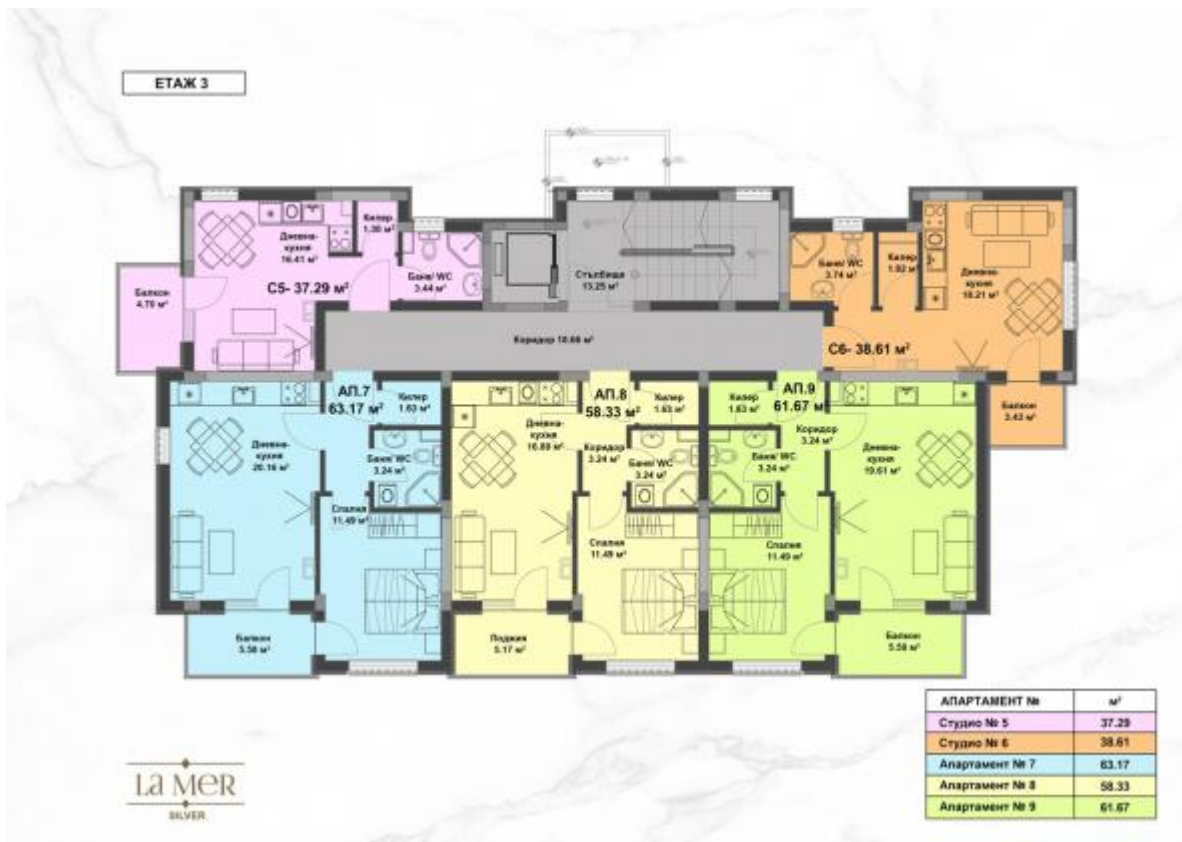 ЕТАЖ 3
Дневна-
кухня
16.41 м²
Килер
1.30 м²
Баня/ WC
3.44 м²
С5- 37.29 м²
Балкон
4.70 м²
Стълбище
13.25 м²
Коридор 18.66 м²
Баня/ WC
3.74 м²
Килер
1.82 м²
Дневна-
кухня
18.21 м²
С6- 38.61 м²
Балкон
3.43 м²
АП.7
63.17 м²
Килер
1.63 м²
Дневна-
кухня
20.16 м²
Баня/ WC
3.24 м²
Спалня
11.49 м²
Балкон
5.58 м²
АП.8
58.33 м²
Килер
1.63 м²
Дневна-
кухня
Коридор
3.24 м²
Баня/ WC
3.24 м²
Спалня
11.49 м²
Лоджия
5.17 м²
АП.9
61.67 м²
Килер
1.63 м²
Коридор
3.24 м²
Баня/ WC
3.24 м²
Дневна-
кухня
19.61 м²
Спалня
11.49 м²
Балкон
5.58 м²
АПАРТАМЕНТ № м²
Студио № 5 37.29
Студио № 6 38.61
Апартамент № 7 63.17
Апартамент № 8 58.33
Апартамент № 9 61.67
La MeR
SILVER